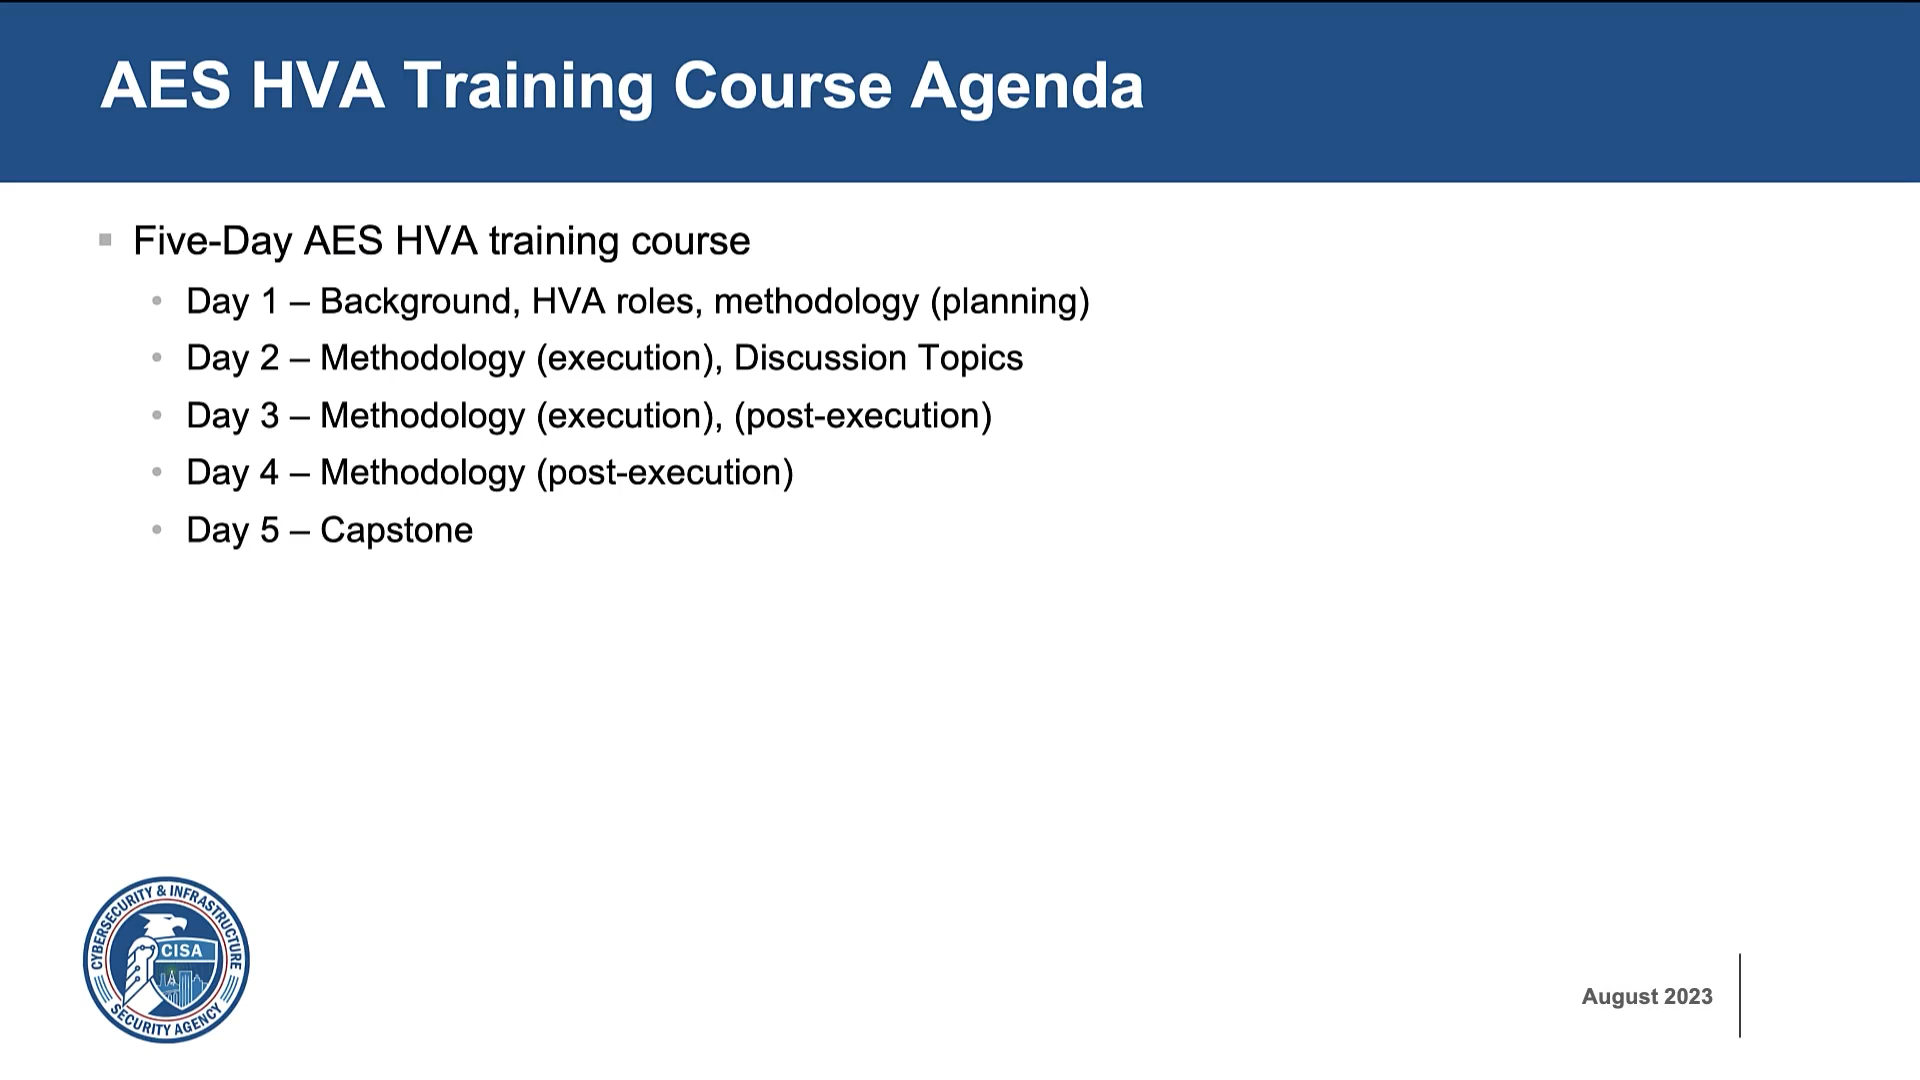 AES HVA Training Course Agenda
Five-Day AES HVA training course
Day 1 – Background, HVA roles, methodology (planning)
Day 2 – Methodology (execution), Discussion Topics
Day 3 – Methodology (execution), (post-execution)
Day 4 – Methodology (post-execution)
Day 5 – Capstone
CYBERSECURITY & INFRASTRUCTURE
CISA
SECURITY AGENCY
August 2023